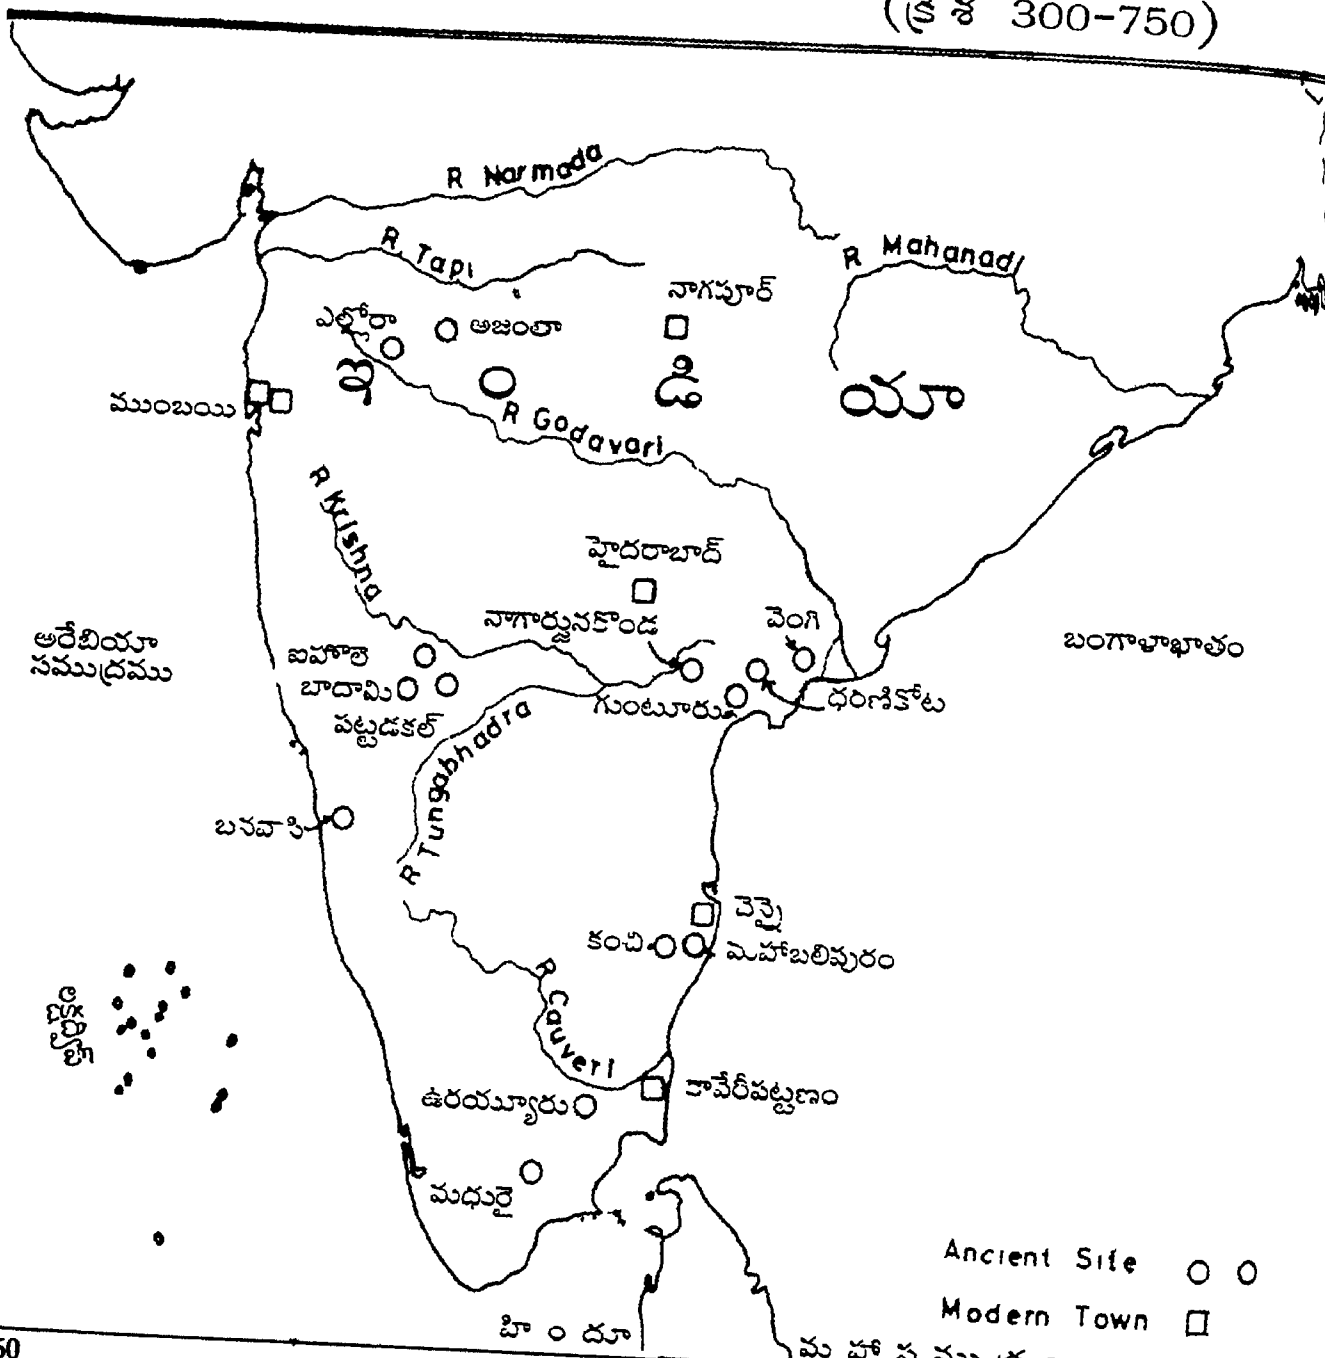 (క్రీ శ 300-750)
R Narmada
R Mahanadi
R. Tapi
నాగపూర్
ఎల్లోరా
అజంతా
ఇ ం డి యా
ముంబయి
R Godavari
R Krishna
హైదరాబాద్
నాగార్జునకొండ
వెంగి
అరేబియా
సముద్రము
బంగాళాఖాతం
ఐహొలె
బాదామి
గుంటూరు
ధరణికోట
పట్టడకల్
R Tungabhadra
బనవాసి
చెన్నై
కంచి
మహాబలిపురం
R Cauveri
కావేరీపట్టణం
ఉరయ్యూరు
మధురై
Ancient Site
Modern Town
హి ం దూ
మ హా స ము ద్ర
50